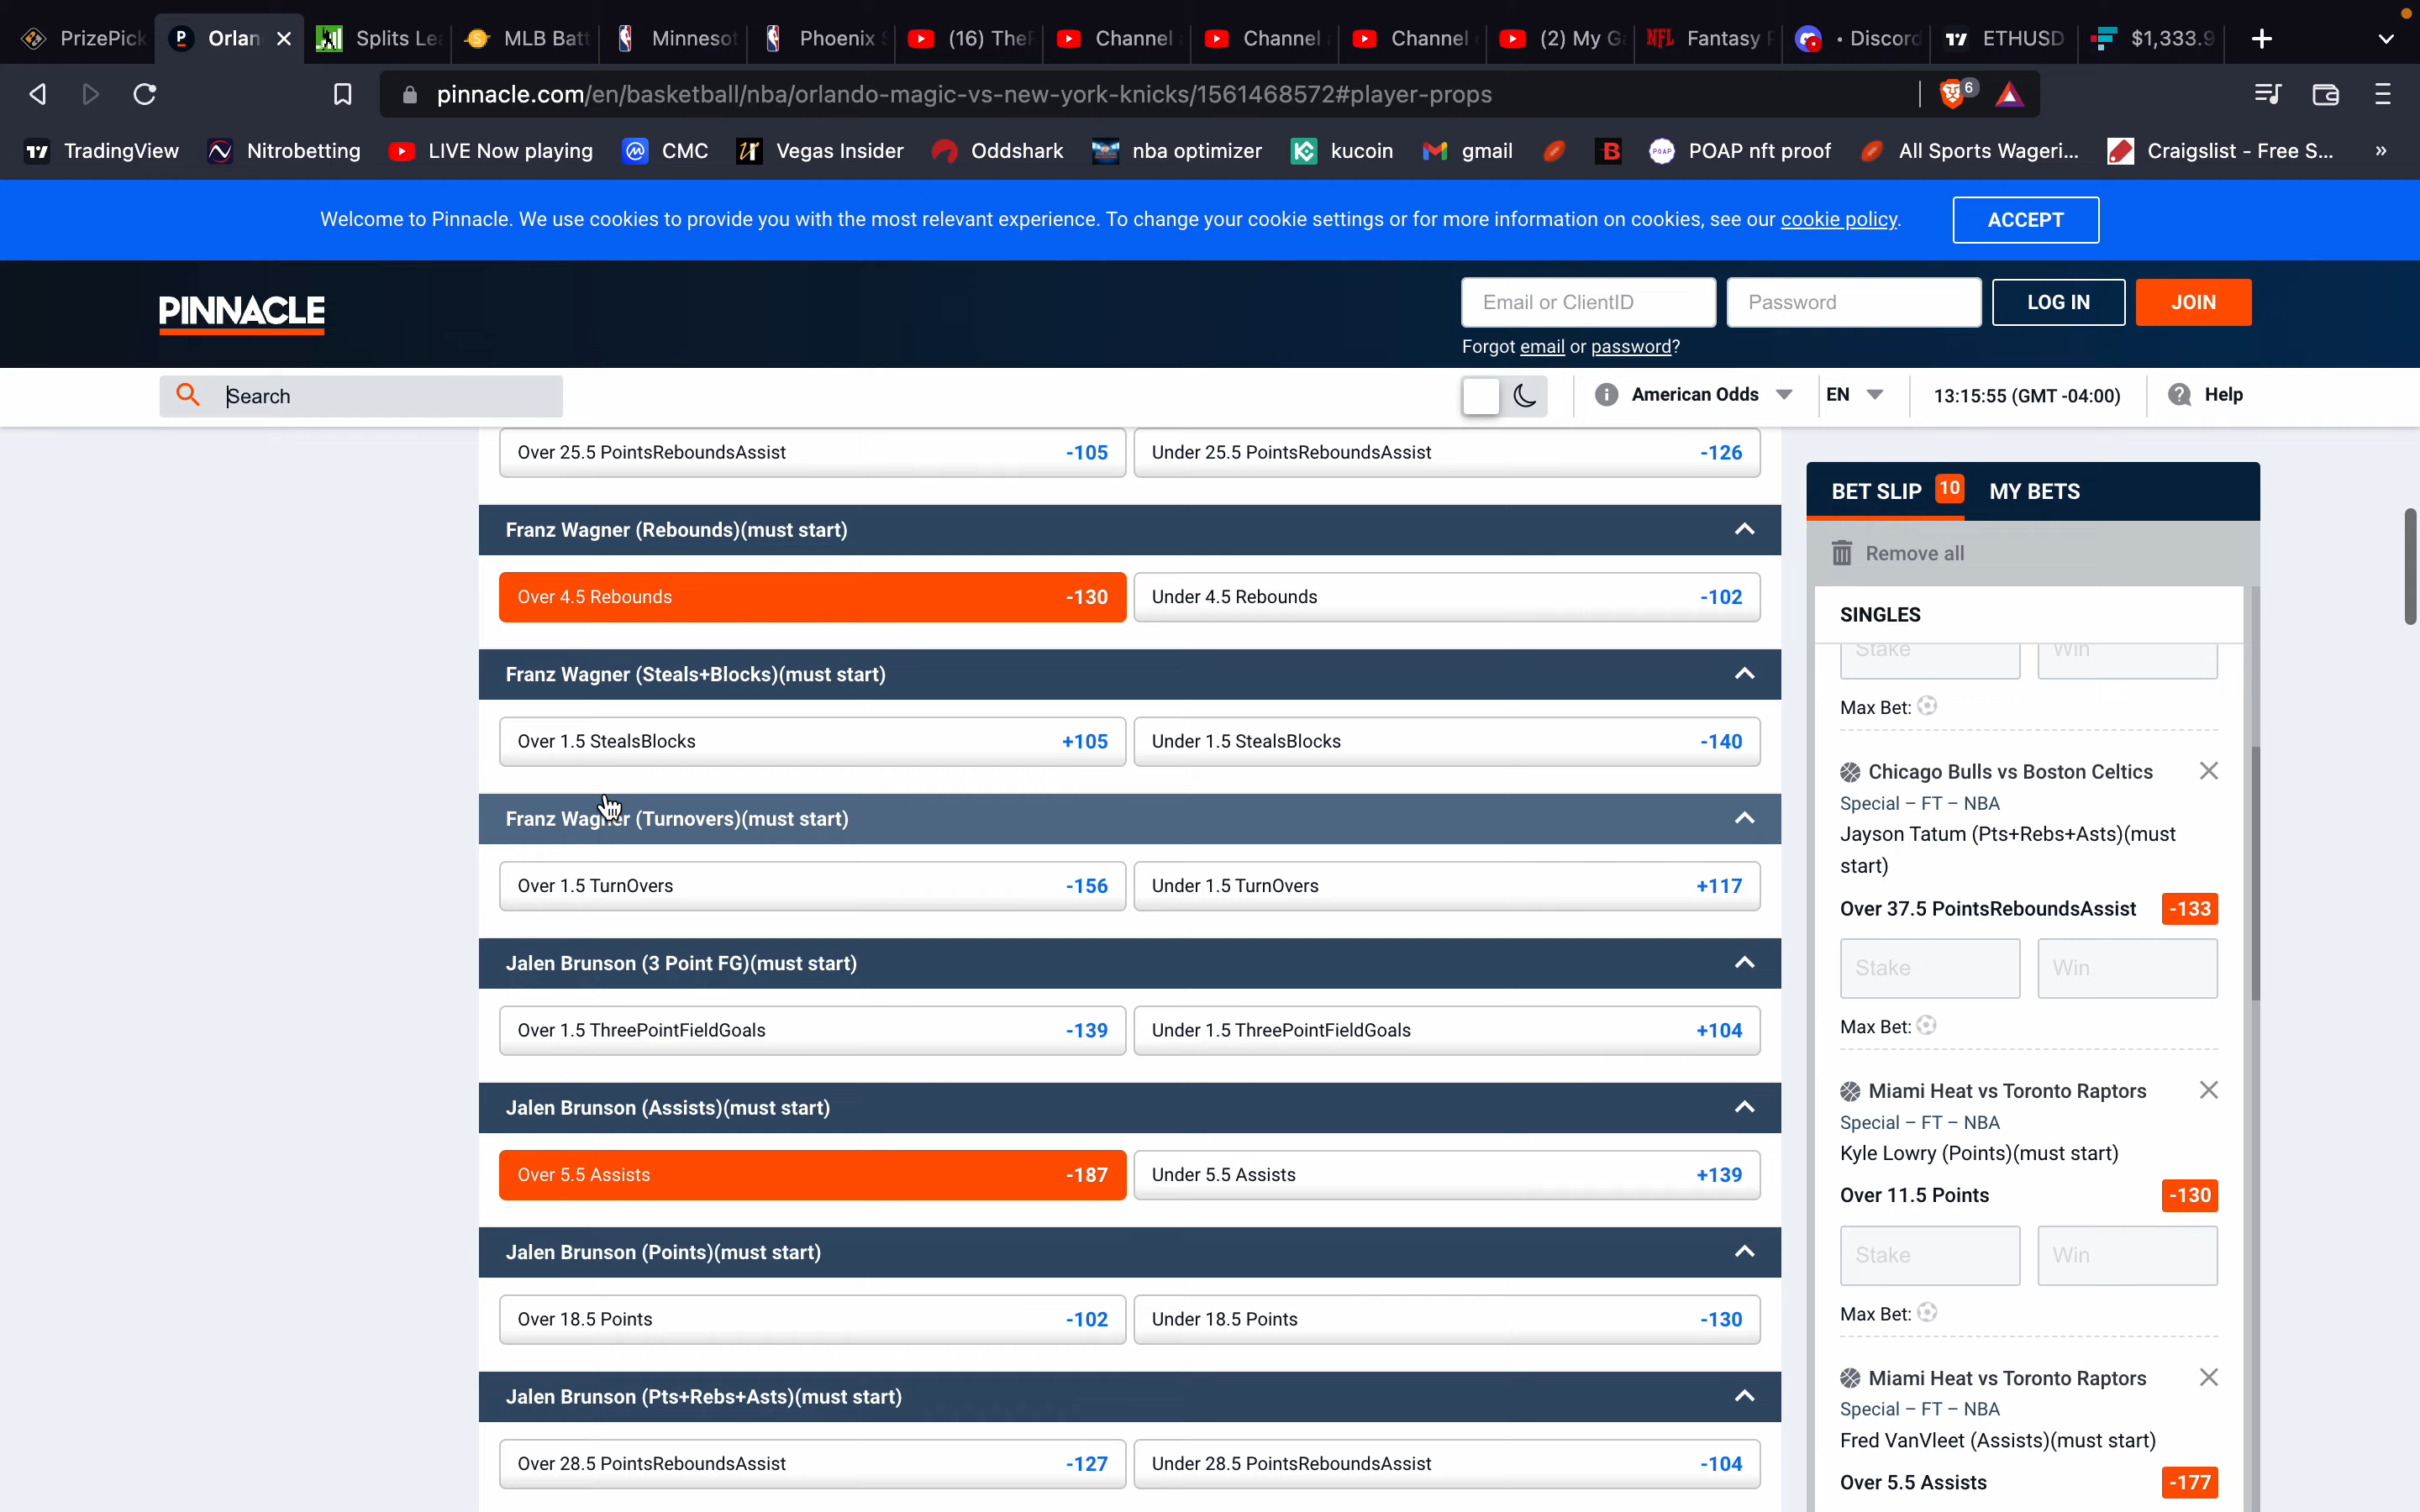 PrizePick
Orlan
Splits Lea
MLB Batt
Minnesot
Phoenix S
(16) TheF
Channel
Channel
Channel
(2) My G
NFL Fantasy F
• Discord
ETHUSD
$1,333.9
pinnacle.com/en/basketball/nba/orlando-magic-vs-new-york-knicks/1561468572#player-props
6
TradingView
Nitrobetting
LIVE Now playing
CMC
Vegas Insider
Oddshark
nba optimizer
kucoin
gmail
B
POAP nft proof
All Sports Wageri...
Craigslist - Free S...
»
Welcome to Pinnacle. We use cookies to provide you with the most relevant experience. To change your cookie settings or for more information on cookies, see our cookie policy.
ACCEPT
PINNACLE
Email or ClientID
Password
LOG IN
JOIN
Forgot email or password?
Search
American Odds
EN
13:15:55 (GMT -04:00)
Help
Over 25.5 PointsReboundsAssist -105
Under 25.5 PointsReboundsAssist -126
Franz Wagner (Rebounds)(must start)
Over 4.5 Rebounds -130
Under 4.5 Rebounds -102
Franz Wagner (Steals+Blocks)(must start)
Over 1.5 StealsBlocks +105
Under 1.5 StealsBlocks -140
Franz Wagner (Turnovers)(must start)
Over 1.5 TurnOvers -156
Under 1.5 TurnOvers +117
Jalen Brunson (3 Point FG)(must start)
Over 1.5 ThreePointFieldGoals -139
Under 1.5 ThreePointFieldGoals +104
Jalen Brunson (Assists)(must start)
Over 5.5 Assists -187
Under 5.5 Assists +139
Jalen Brunson (Points)(must start)
Over 18.5 Points -102
Under 18.5 Points -130
Jalen Brunson (Pts+Rebs+Asts)(must start)
Over 28.5 PointsReboundsAssist -127
Under 28.5 PointsReboundsAssist -104
BET SLIP 10
MY BETS
Remove all
SINGLES
Stake
Win
Max Bet:
Chicago Bulls vs Boston Celtics
Special – FT – NBA
Jayson Tatum (Pts+Rebs+Asts)(must
start)
Over 37.5 PointsReboundsAssist -133
Stake
Win
Max Bet:
Miami Heat vs Toronto Raptors
Special – FT – NBA
Kyle Lowry (Points)(must start)
Over 11.5 Points -130
Stake
Win
Max Bet:
Miami Heat vs Toronto Raptors
Special – FT – NBA
Fred VanVleet (Assists)(must start)
Over 5.5 Assists -177